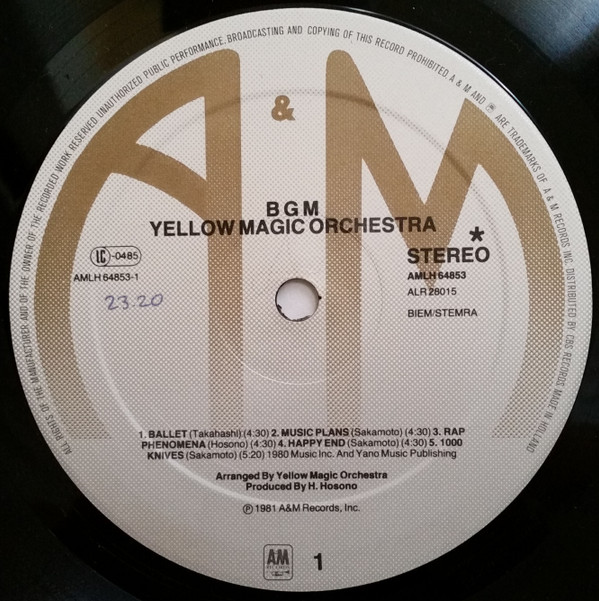 ALL RIGHTS OF THE MANUFACTURER AND OF THE OWNER OF THE RECORDED WORK RESERVED. UNAUTHORIZED PUBLIC PERFORMANCE, BROADCASTING AND COPYING OF THIS RECORD PROHIBITED A & M AND ARE TRADEMARKS OF A & M RECORDS INC. DISTRIBUTED BY CBS RECORDS MADE IN HOLLAND
A & M
BGM
YELLOW MAGIC ORCHESTRA
LC-0485
STEREO*
AMLH 64853-1
AMLH 64853
23.20
ALR 28015
BIEM/STEMRA
1. BALLET (Takahashi) (4:30) 2. MUSIC PLANS (Sakamoto) (4:30) 3. RAP
PHENOMENA (Hosono) (4:30) 4. HAPPY END (Sakamoto) (4:30) 5. 1000
KNIVES (Sakamoto) (5:20) 1980 Music Inc. And Yano Music Publishing
Arranged By Yellow Magic Orchestra
Produced By H. Hosono
℗ 1981 A&M Records, Inc.
AM
RECORDS
1